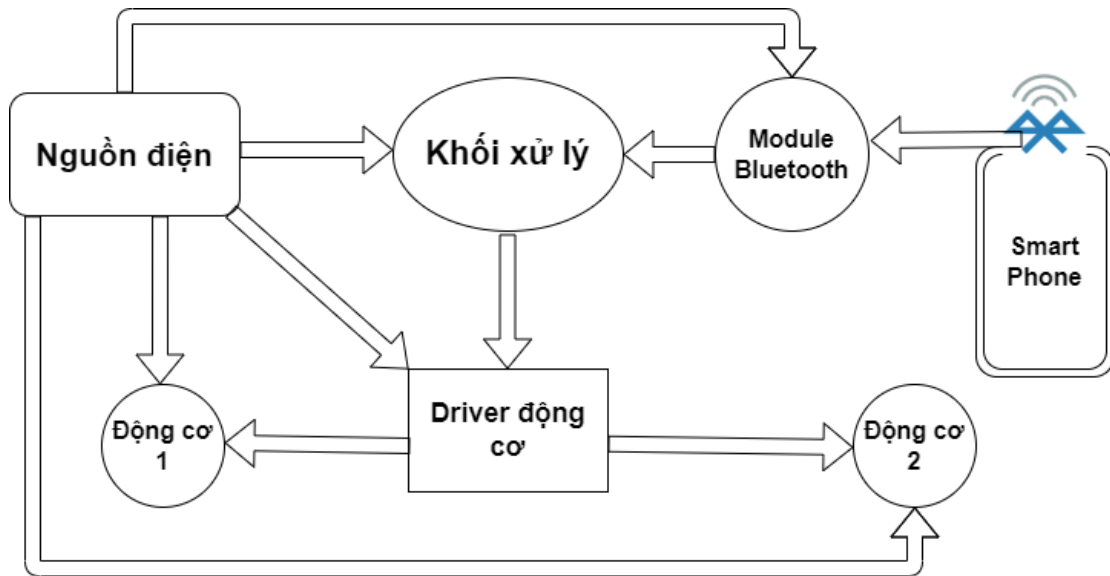 Nguồn điện
Khối xử lý
Module
Bluetooth
Smart
Phone
Động cơ
1
Driver động
cơ
Động cơ
2